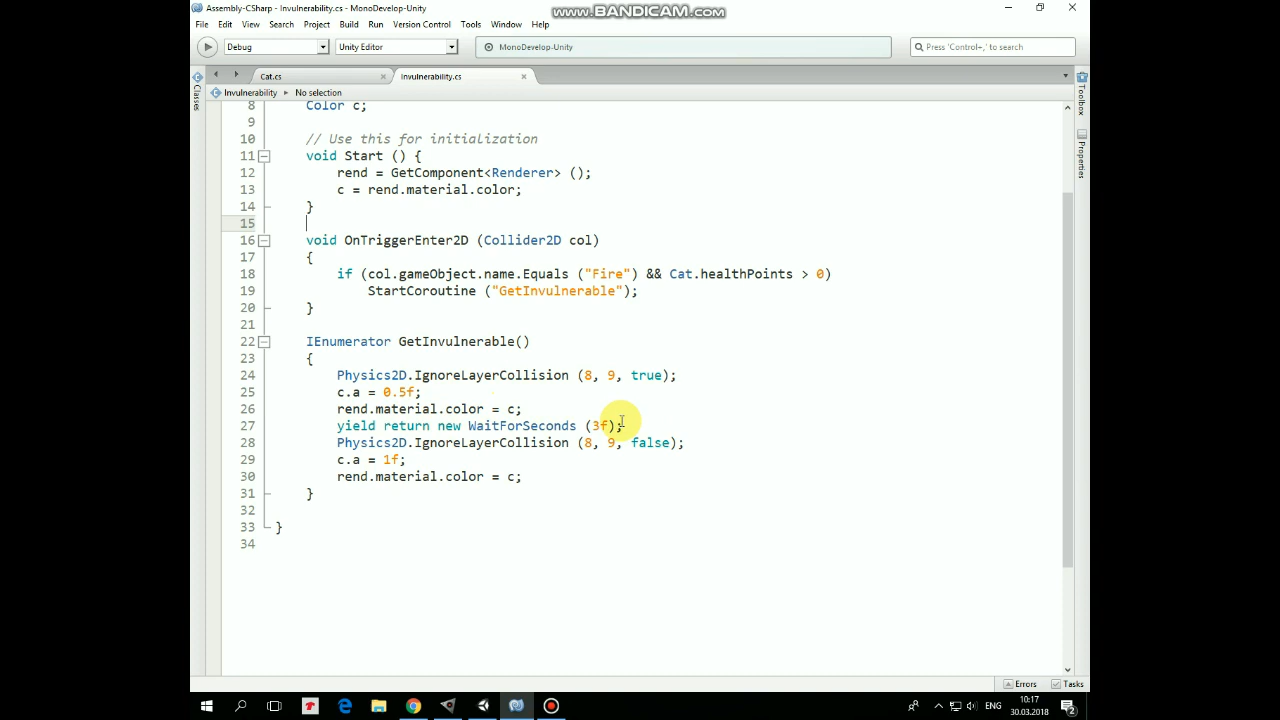 Assembly-CSharp - Invulnerability.cs - MonoDevelop-Unity
www.BANDICAM.com
File Edit View Search Project Build Run Version Control Tools Window Help
Debug Unity Editor MonoDevelop-Unity Press 'Control+,' to search
Cat.cs Invulnerability.cs
Invulnerability No selection
Classes
Toolbox
Properties
8 Color c;
9
10 // Use this for initialization
11 void Start () {
12 rend = GetComponent<Renderer> ();
13 c = rend.material.color;
14 }
15
16 void OnTriggerEnter2D (Collider2D col)
17 {
18 if (col.gameObject.name.Equals ("Fire") && Cat.healthPoints > 0)
19 StartCoroutine ("GetInvulnerable");
20 }
21
22 IEnumerator GetInvulnerable()
23 {
24 Physics2D.IgnoreLayerCollision (8, 9, true);
25 c.a = 0.5f;
26 rend.material.color = c;
27 yield return new WaitForSeconds (3f);
28 Physics2D.IgnoreLayerCollision (8, 9, false);
29 c.a = 1f;
30 rend.material.color = c;
31 }
32
33 }
34
Errors Tasks
ENG 10:17
30.03.2018 2